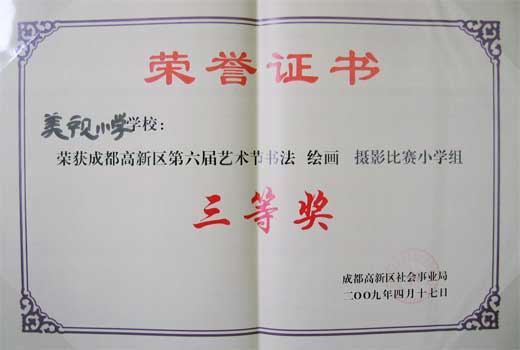 荣誉证书
美视小学学校:
荣获成都高新区第六届艺术节书法 绘画 摄影比赛小学组
三等奖
成都高新区社会事业局
二〇〇九年四月十七日